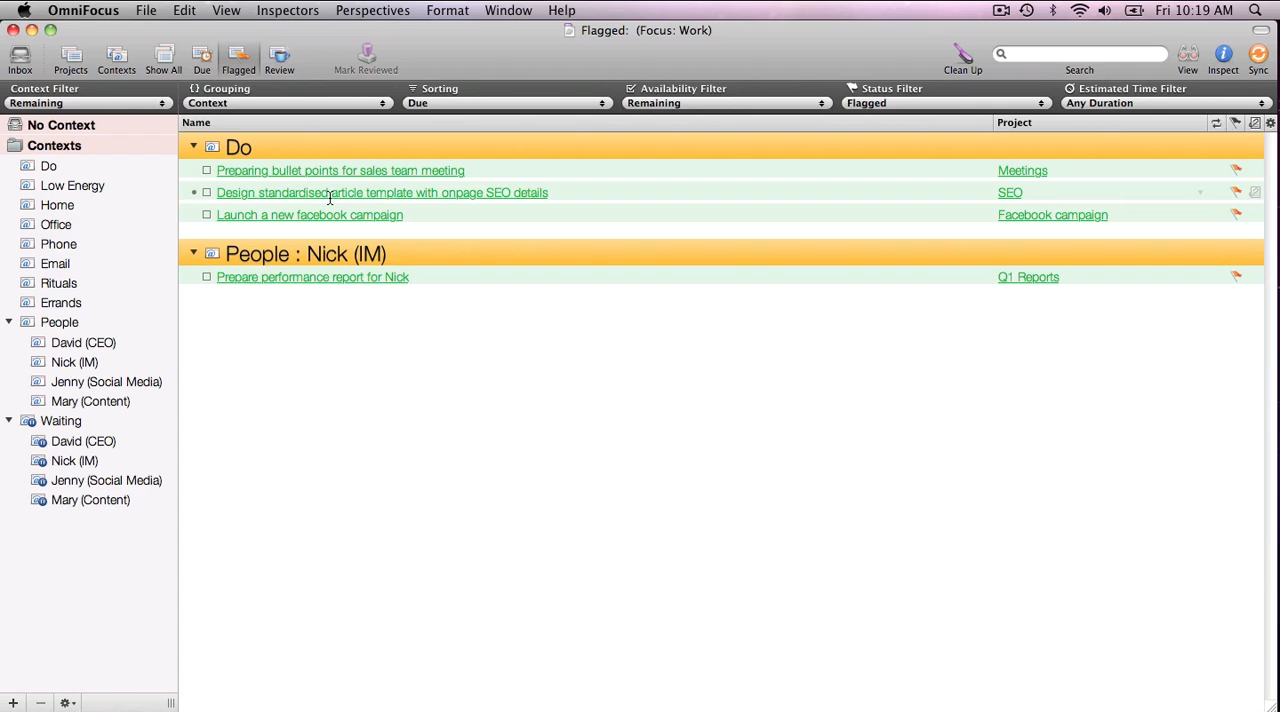 OmniFocus File Edit View Inspectors Perspectives Format Window Help Fri 10:19 AM
Flagged: (Focus: Work)
Inbox Projects Contexts Show All Due Flagged Review Mark Reviewed Clean Up Search View Inspect Sync
Context Filter Grouping Sorting Availability Filter Status Filter Estimated Time Filter
Remaining Context Due Remaining Flagged Any Duration
Name Project
No Context
Contexts
Do
Low Energy
Home
Office
Phone
Email
Rituals
Errands
People
David (CEO)
Nick (IM)
Jenny (Social Media)
Mary (Content)
Waiting
David (CEO)
Nick (IM)
Jenny (Social Media)
Mary (Content)
Do
Preparing bullet points for sales team meeting Meetings
Design standardised article template with onpage SEO details SEO
Launch a new facebook campaign Facebook campaign
People : Nick (IM)
Prepare performance report for Nick Q1 Reports